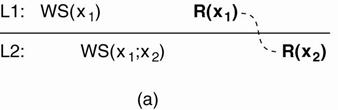 L1: WS(x₁) R(x₁)
L2: WS(x₁;x₂) R(x₂)
(a)